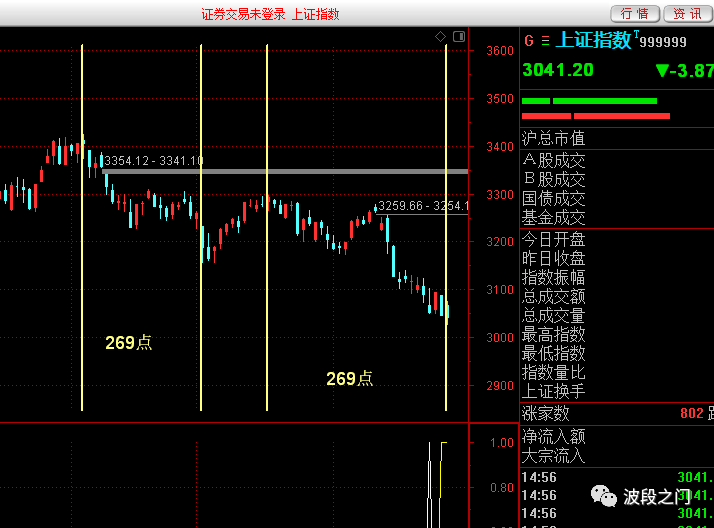 证券交易未登录 上证指数
行 情
资 讯
G 三 上证指数 T 999999
3041.20 ▼-3.87
3600
3500
3400
3354.12 - 3341.10
3300
3259.66 - 3254.1
3200
3100
3000
269点
269点
2900
沪总市值
A股成交
B股成交
国债成交
基金成交
今日开盘
昨日收盘
指数振幅
总成交额
总成交量
最高指数
最低指数
指数量比
上证换手
涨家数 802
净流入额
大宗流入
1.00
0.80
14:56 3041.
14:56 3041.
14:56 3041.
波段之门